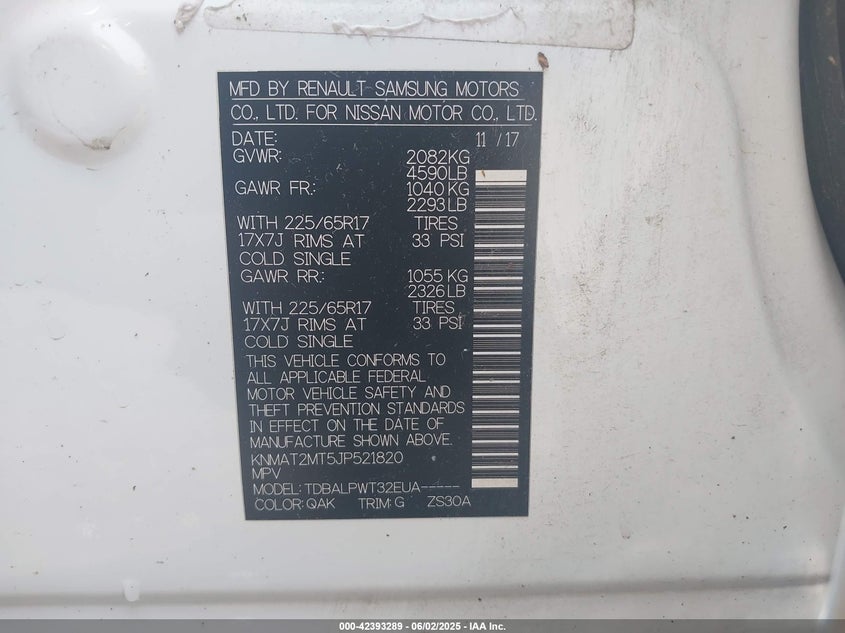 MFD BY RENAULT SAMSUNG MOTORS
CO., LTD. FOR NISSAN MOTOR CO., LTD.
DATE: 11 / 17
GVWR: 2082KG
4590LB
GAWR FR.: 1040 KG
2293 LB
WITH 225/65R17 TIRES
17X7J RIMS AT 33 PSI
COLD SINGLE
GAWR RR.: 1055 KG
2326 LB
WITH 225/65R17 TIRES
17X7J RIMS AT 33 PSI
COLD SINGLE
THIS VEHICLE CONFORMS TO
ALL APPLICABLE FEDERAL
MOTOR VEHICLE SAFETY AND
THEFT PREVENTION STANDARDS
IN EFFECT ON THE DATE OF
MANUFACTURE SHOWN ABOVE.
KNMAT2MT5JP521820
MPV
MODEL: TDBALPWT32EUA-----
COLOR: QAK TRIM: G ZS30A
000-42393289 - 06/02/2025 - IAA Inc.